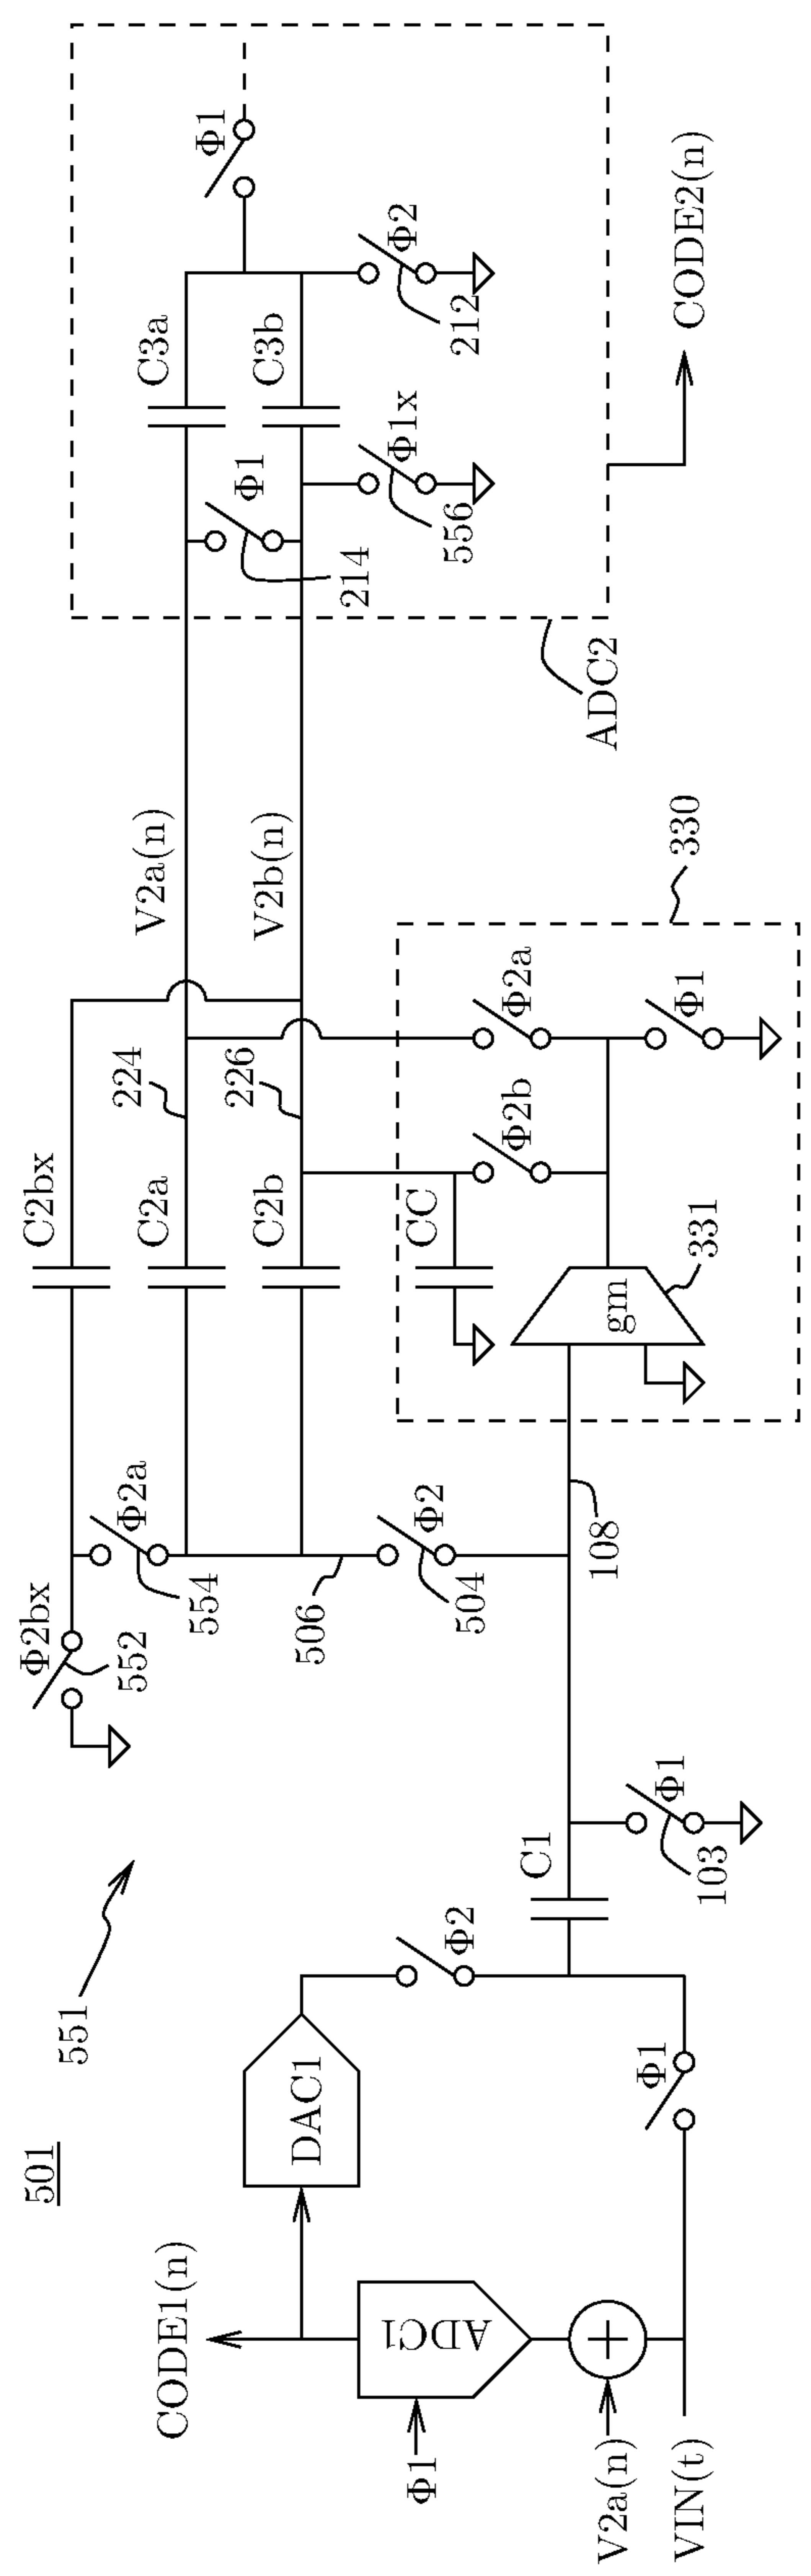 501
551
CODE1(n)
Φ1
ADC1
DAC1
V2a(n)
VIN(t)
Φ1
Φ2
C1
Φ1
103
108
Φ2bx
552
Φ2a
554
506
Φ2
504
C2bx
C2a
C2b
224
226
CC
gm
331
Φ2b
Φ2a
Φ1
330
V2a(n)
V2b(n)
ADC2
Φ1
214
Φ1x
556
C3a
C3b
Φ2
212
Φ1
CODE2(n)